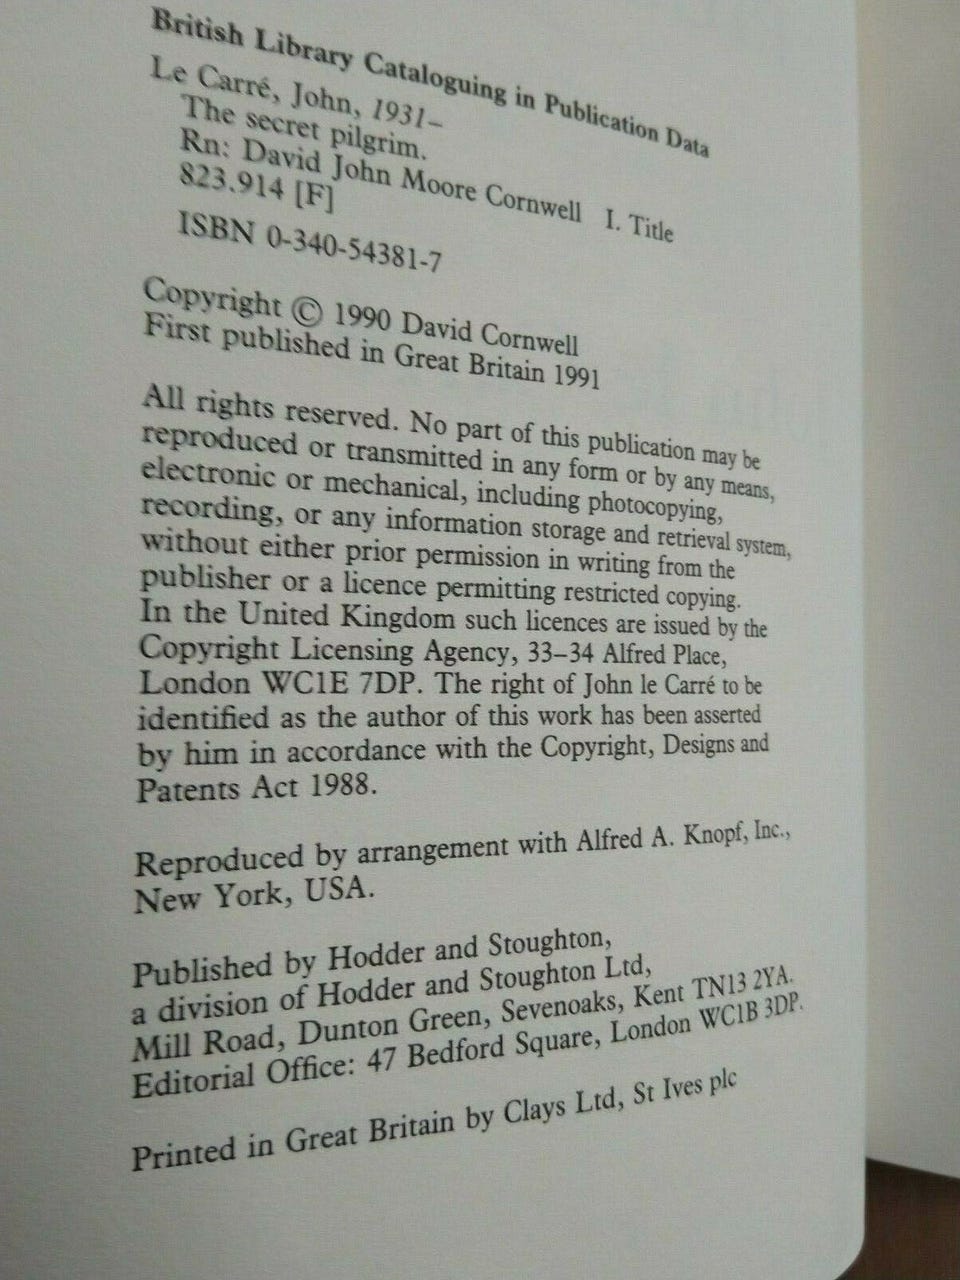 British Library Cataloguing in Publication Data
Le Carré, John, 1931–
The secret pilgrim.
Rn: David John Moore Cornwell I. Title
823.914 [F]
ISBN 0-340-54381-7
Copyright © 1990 David Cornwell
First published in Great Britain 1991
All rights reserved. No part of this publication may be
reproduced or transmitted in any form or by any means,
electronic or mechanical, including photocopying,
recording, or any information storage and retrieval system,
without either prior permission in writing from the
publisher or a licence permitting restricted copying.
In the United Kingdom such licences are issued by the
Copyright Licensing Agency, 33–34 Alfred Place,
London WC1E 7DP. The right of John le Carré to be
identified as the author of this work has been asserted
by him in accordance with the Copyright, Designs and
Patents Act 1988.
Reproduced by arrangement with Alfred A. Knopf, Inc.,
New York, USA.
Published by Hodder and Stoughton,
a division of Hodder and Stoughton Ltd,
Mill Road, Dunton Green, Sevenoaks, Kent TN13 2YA.
Editorial Office: 47 Bedford Square, London WC1B 3DP.
Printed in Great Britain by Clays Ltd, St Ives plc